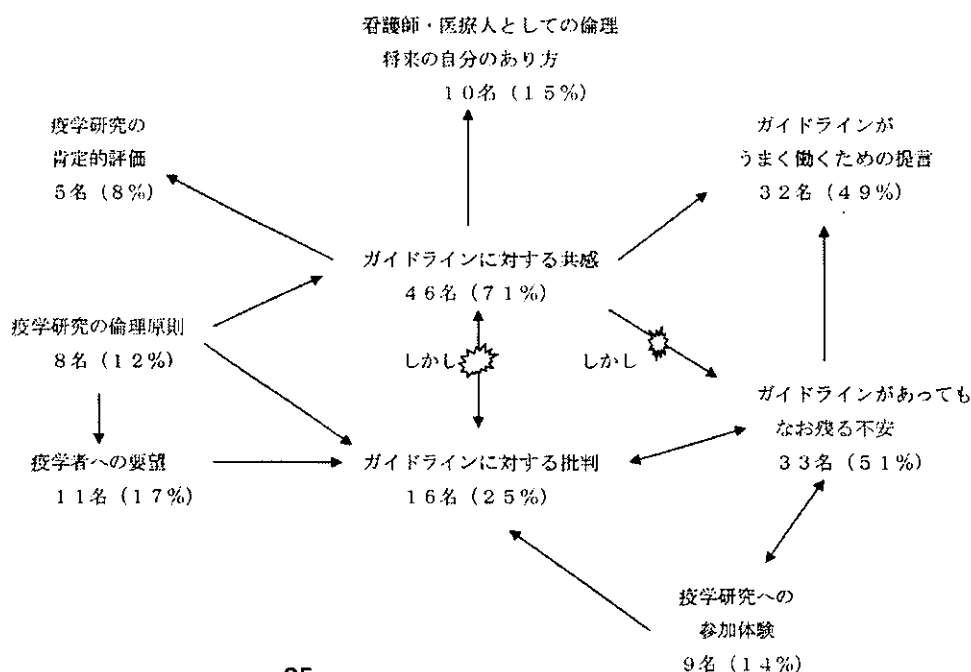 看護師・医療人としての倫理
将来の自分のあり方
10名(15%)
疫学研究の
肯定的評価
5名(8%)
ガイドラインが
うまく働くための提言
32名(49%)
ガイドラインに対する共感
46名(71%)
疫学研究の倫理原則
8名(12%)
しかし
しかし
ガイドラインがあっても
なお残る不安
33名(51%)
疫学者への要望
11名(17%)
ガイドラインに対する批判
16名(25%)
疫学研究への
参加体験
9名(14%)